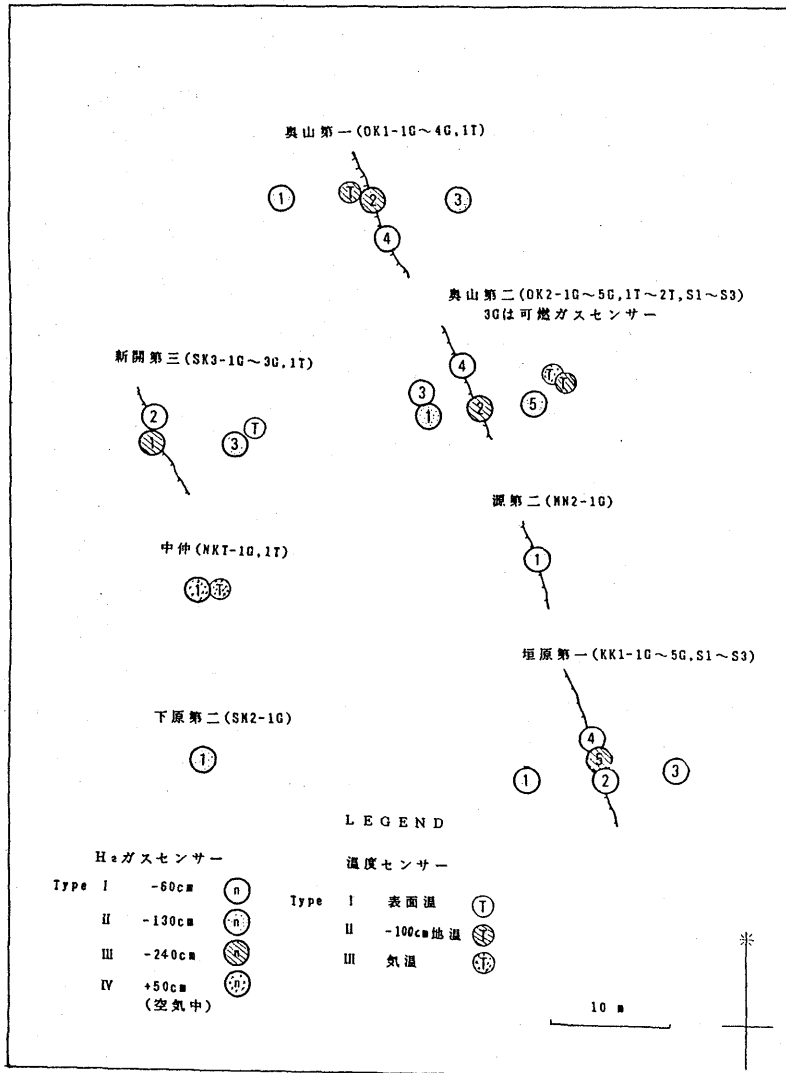 奥山第一(OK1-1G～4G,1T)
1
T
2
3
4
奥山第二(OK2-1G～5G,1T～2T,S1～S3)
3Gは可燃ガスセンサー
4
3
1
2
5
T
T
新開第三(SK3-1G～3G,1T)
2
1
3
T
源第二(MN2-1G)
1
中仲(NKT-1G,1T)
1
T
垣原第一(KK1-1G～5G,S1～S3)
4
5
1
2
3
下原第二(SM2-1G)
1
LEGEND
H₂ガスセンサー
Type I -60cm n
II -130cm n
III -240cm n
IV +50cm n
(空気中)
温度センサー
Type I 表面温 T
II -100cm地温 T
III 気温 T
10 m